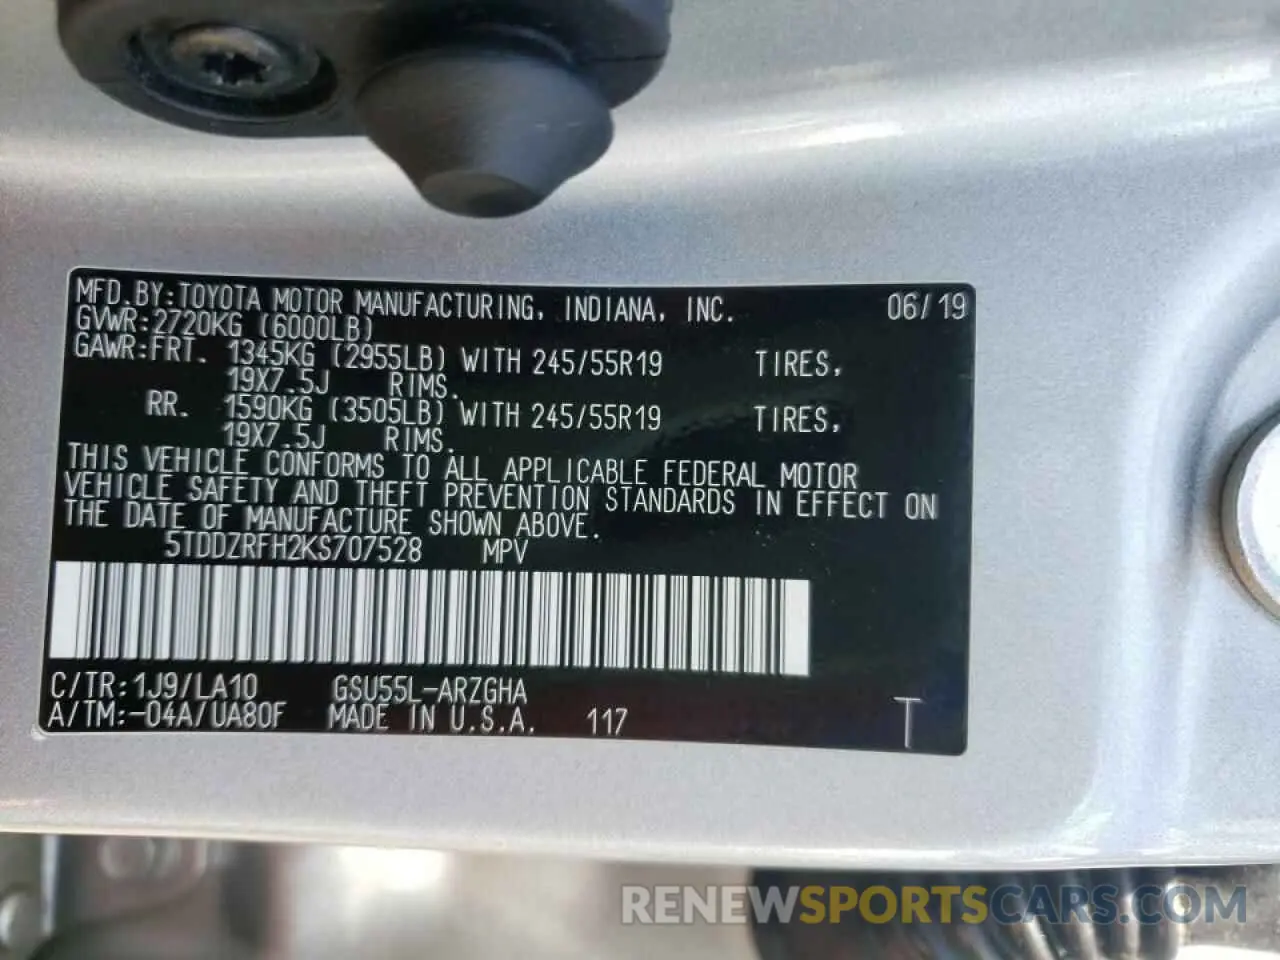 MFD.BY:TOYOTA MOTOR MANUFACTURING, INDIANA, INC. 06/19
GVWR:2720KG (6000LB)
GAWR:FRT. 1345KG (2955LB) WITH 245/55R19 TIRES,
19X7.5J RIMS.
RR. 1590KG (3505LB) WITH 245/55R19 TIRES,
19X7.5J RIMS.
THIS VEHICLE CONFORMS TO ALL APPLICABLE FEDERAL MOTOR
VEHICLE SAFETY AND THEFT PREVENTION STANDARDS IN EFFECT ON
THE DATE OF MANUFACTURE SHOWN ABOVE.
5TDDZRFH2KS707528 MPV
C/TR:1J9/LA10 GSU55L-ARZGHA
A/TM:-04A/UA80F MADE IN U.S.A. 117 T
RENEWSPORTSCARS.COM